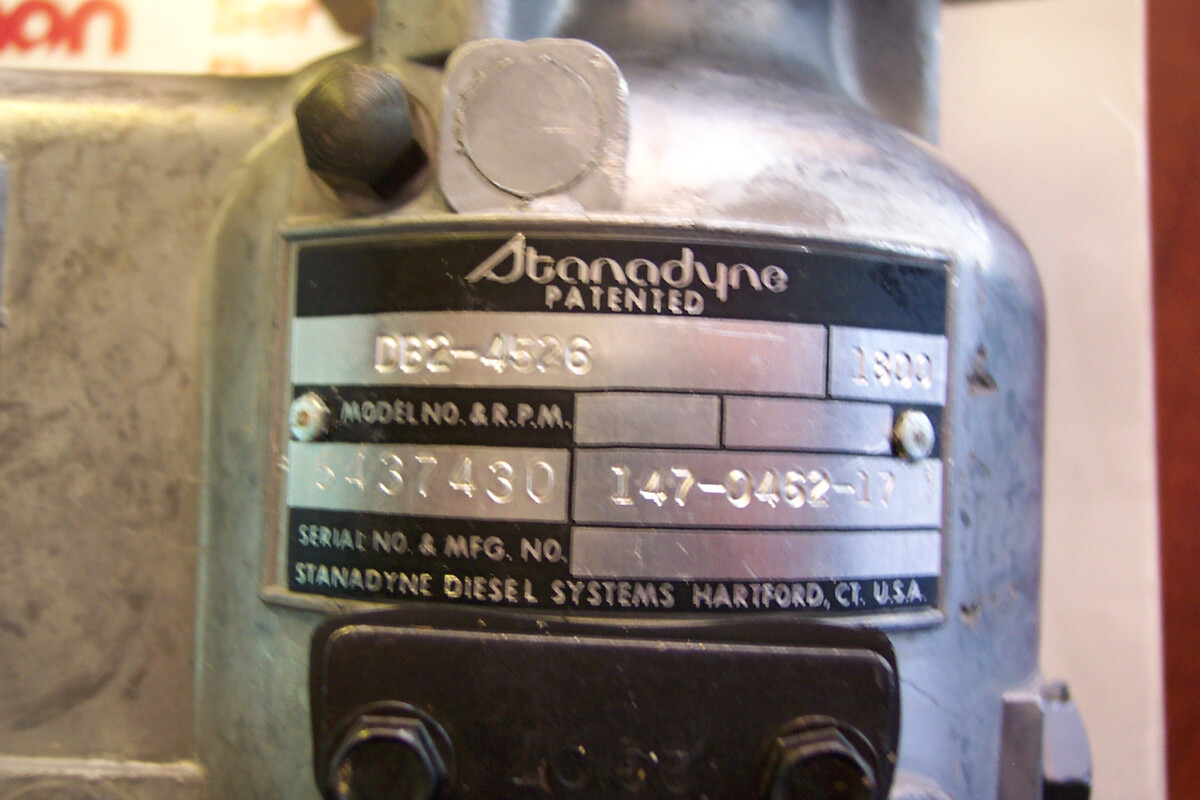 son
Stanadyne
PATENTED
DB2-4526 1800
MODEL NO. & R.P.M.
5437430 147-0462-17
SERIAL NO. & MFG. NO.
STANADYNE DIESEL SYSTEMS HARTFORD, CT. U.S.A.